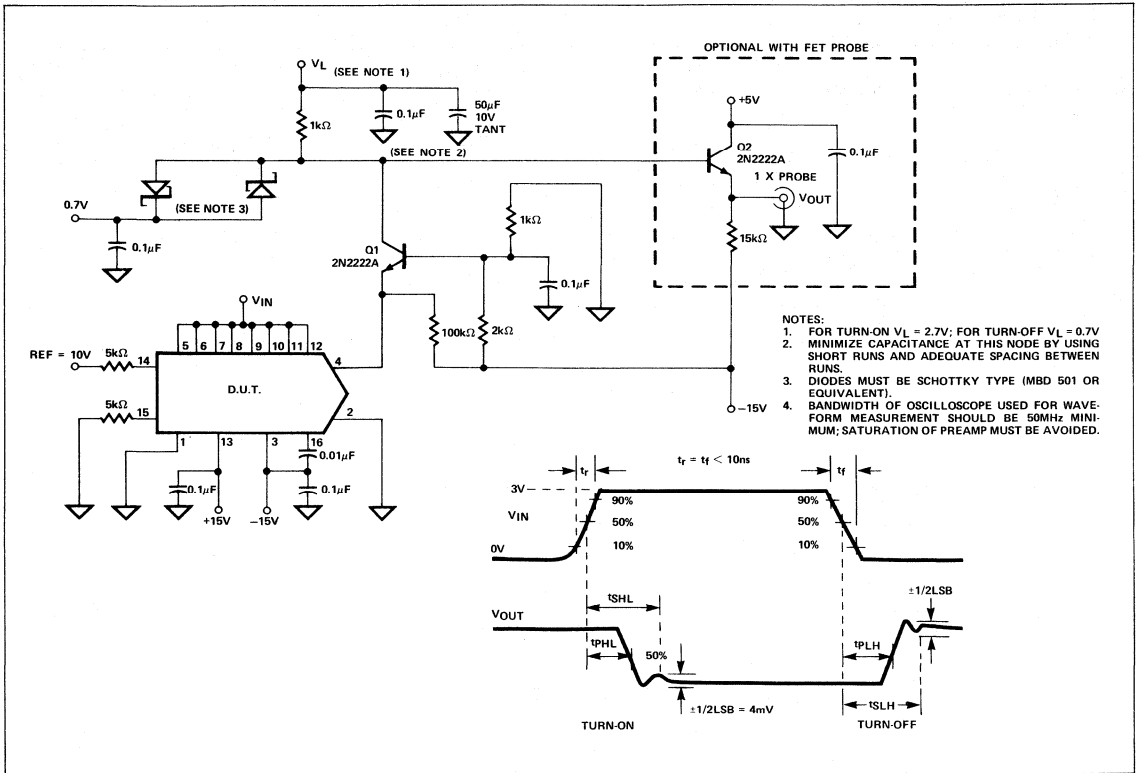 OPTIONAL WITH FET PROBE
VL
(SEE NOTE 1)
1kΩ
0.1μF
50μF
10V
TANT
(SEE NOTE 2)
+5V
Q2
2N2222A
0.1μF
1 X PROBE
VOUT
15kΩ
0.7V
(SEE NOTE 3)
0.1μF
1kΩ
Q1
2N2222A
0.1μF
100kΩ
2kΩ
VIN
5 6 7 8 9 10 11 12
REF = 10V
5kΩ
14
4
D.U.T.
5kΩ
15
2
1
13
3
16
0.01μF
0.1μF
0.1μF
+15V
–15V
–15V
NOTES:
1. FOR TURN-ON VL = 2.7V; FOR TURN-OFF VL = 0.7V
2. MINIMIZE CAPACITANCE AT THIS NODE BY USING
SHORT RUNS AND ADEQUATE SPACING BETWEEN
RUNS.
3. DIODES MUST BE SCHOTTKY TYPE (MBD 501 OR
EQUIVALENT).
4. BANDWIDTH OF OSCILLOSCOPE USED FOR WAVE-
FORM MEASUREMENT SHOULD BE 50MHz MINI-
MUM; SATURATION OF PREAMP MUST BE AVOIDED.
tr
tr = tf < 10ns
tf
3V
90%
90%
VIN
50%
50%
0V
10%
10%
tSHL
±1/2LSB
VOUT
tPHL
50%
tPLH
±1/2LSB = 4mV
tSLH
TURN-ON
TURN-OFF